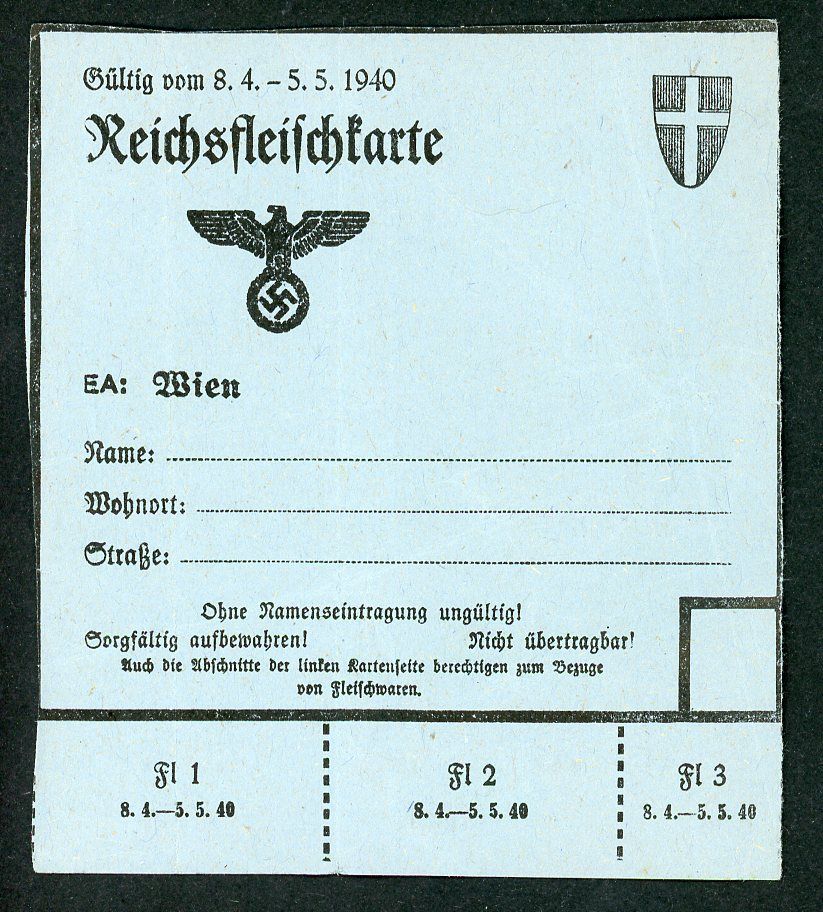 Gültig vom 8. 4. – 5. 5. 1940
Reichsfleischkarte
EA: Wien
Name:
Wohnort:
Straße:
Ohne Namenseintragung ungültig!
Sorgfältig aufbewahren! Nicht übertragbar!
Auch die Abschnitte der linken Kartenseite berechtigen zum Bezuge
von Fleischwaren.
Fl 1 Fl 2 Fl 3
8. 4.—5. 5. 40 8. 4.—5. 5. 40 8. 4.—5. 5. 40